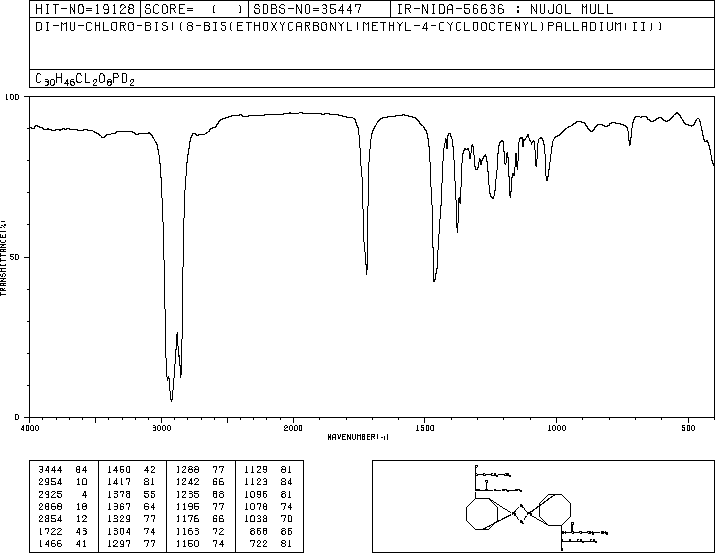 HIT-NO=19128 SCORE= ( ) SDBS-NO=35447 IR-NIDA-56636 : NUJOL MULL
DI-MU-CHLORO-BIS((8-BIS(ETHOXYCARBONYL)METHYL-4-CYCLOOCTENYL)PALLADIUM(II))
C30H46CL2O8PD2
100
TRANSMITTANCE(%)
50
0
4000 3000 2000 1500 1000 500
WAVENUMBER(-1)
3444 84 1460 42 1288 77 1129 81
2954 10 1417 81 1242 66 1123 84
2925 4 1378 55 1235 66 1096 81
2868 18 1367 64 1195 77 1078 74
2854 12 1329 77 1176 66 1038 70
1722 43 1304 74 1163 72 868 86
1466 41 1297 77 1150 74 722 81